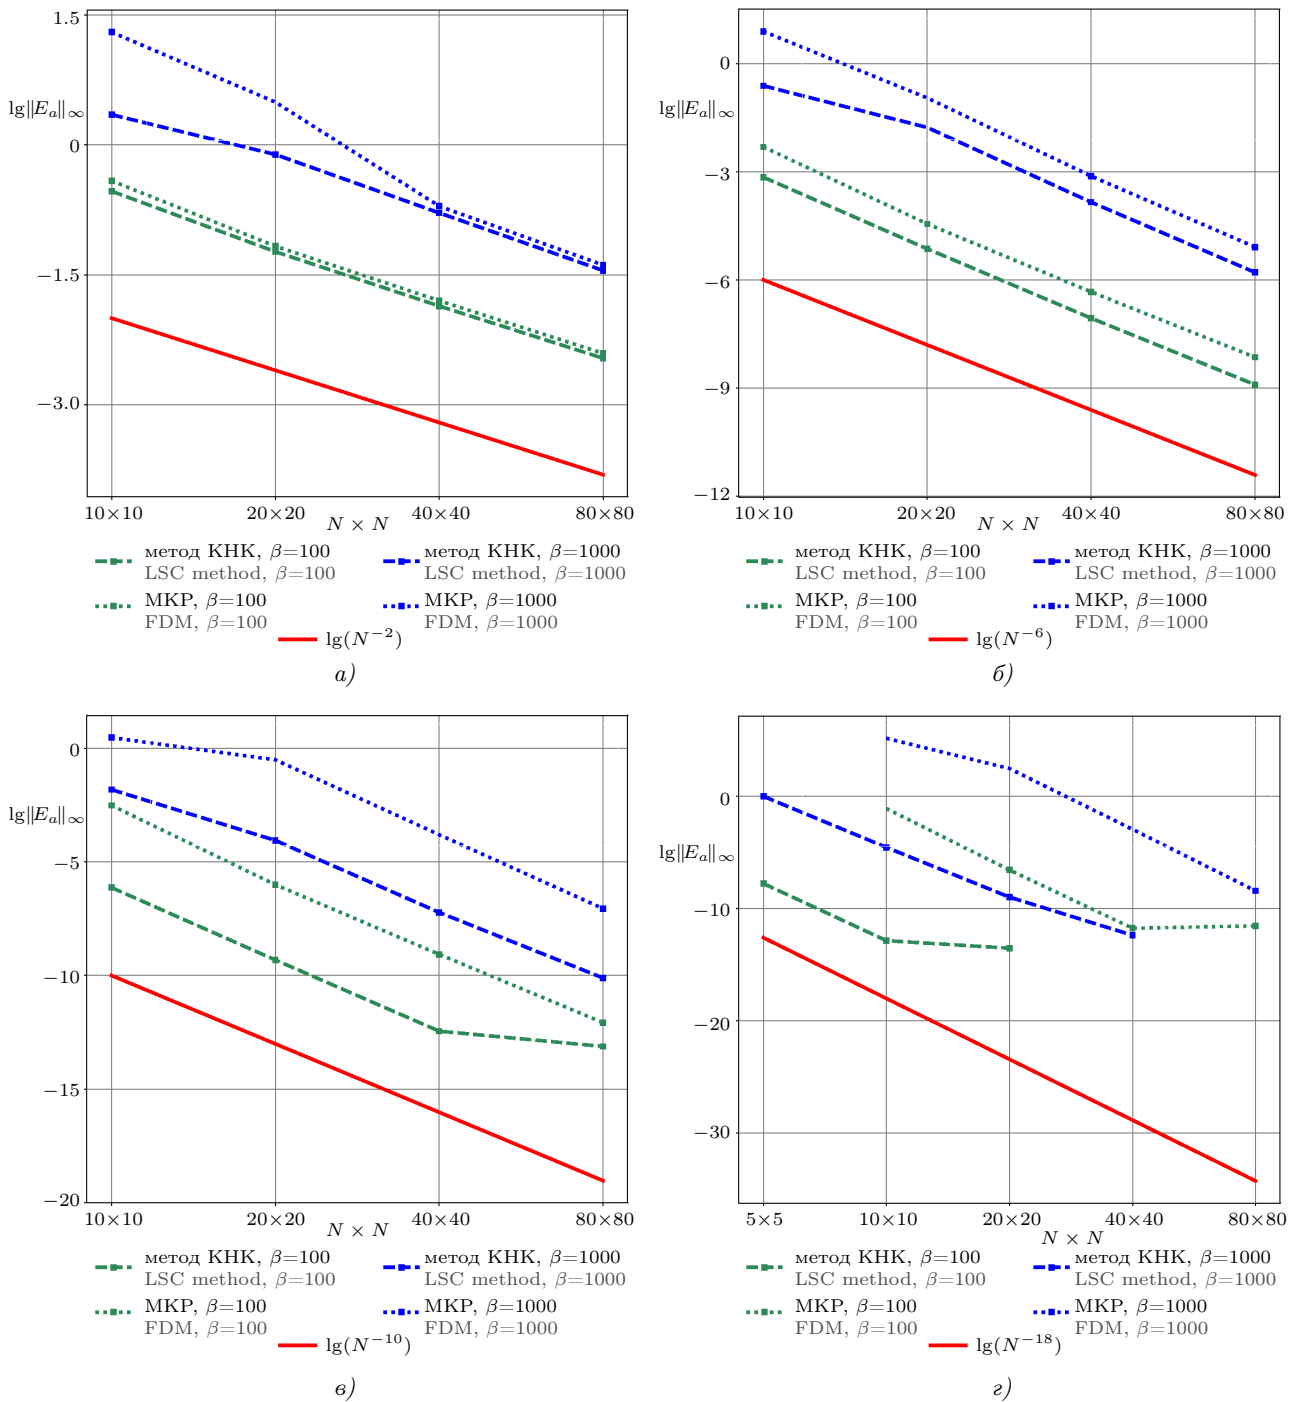 1.5
lg||E_a||_∞
0
−1.5
−3.0
10×10
20×20
40×40
80×80
N × N
метод КНК, β=100
LSC method, β=100
МКР, β=100
FDM, β=100
метод КНК, β=1000
LSC method, β=1000
МКР, β=1000
FDM, β=1000
lg(N^{−2})
а)
0
lg||E_a||_∞
−3
−6
−9
−12
10×10
20×20
40×40
80×80
N × N
метод КНК, β=100
LSC method, β=100
МКР, β=100
FDM, β=100
метод КНК, β=1000
LSC method, β=1000
МКР, β=1000
FDM, β=1000
lg(N^{−6})
б)
0
lg||E_a||_∞
−5
−10
−15
−20
10×10
20×20
40×40
80×80
N × N
метод КНК, β=100
LSC method, β=100
МКР, β=100
FDM, β=100
метод КНК, β=1000
LSC method, β=1000
МКР, β=1000
FDM, β=1000
lg(N^{−10})
в)
0
lg||E_a||_∞
−10
−20
−30
5×5
10×10
20×20
40×40
80×80
N × N
метод КНК, β=100
LSC method, β=100
МКР, β=100
FDM, β=100
метод КНК, β=1000
LSC method, β=1000
МКР, β=1000
FDM, β=1000
lg(N^{−18})
г)